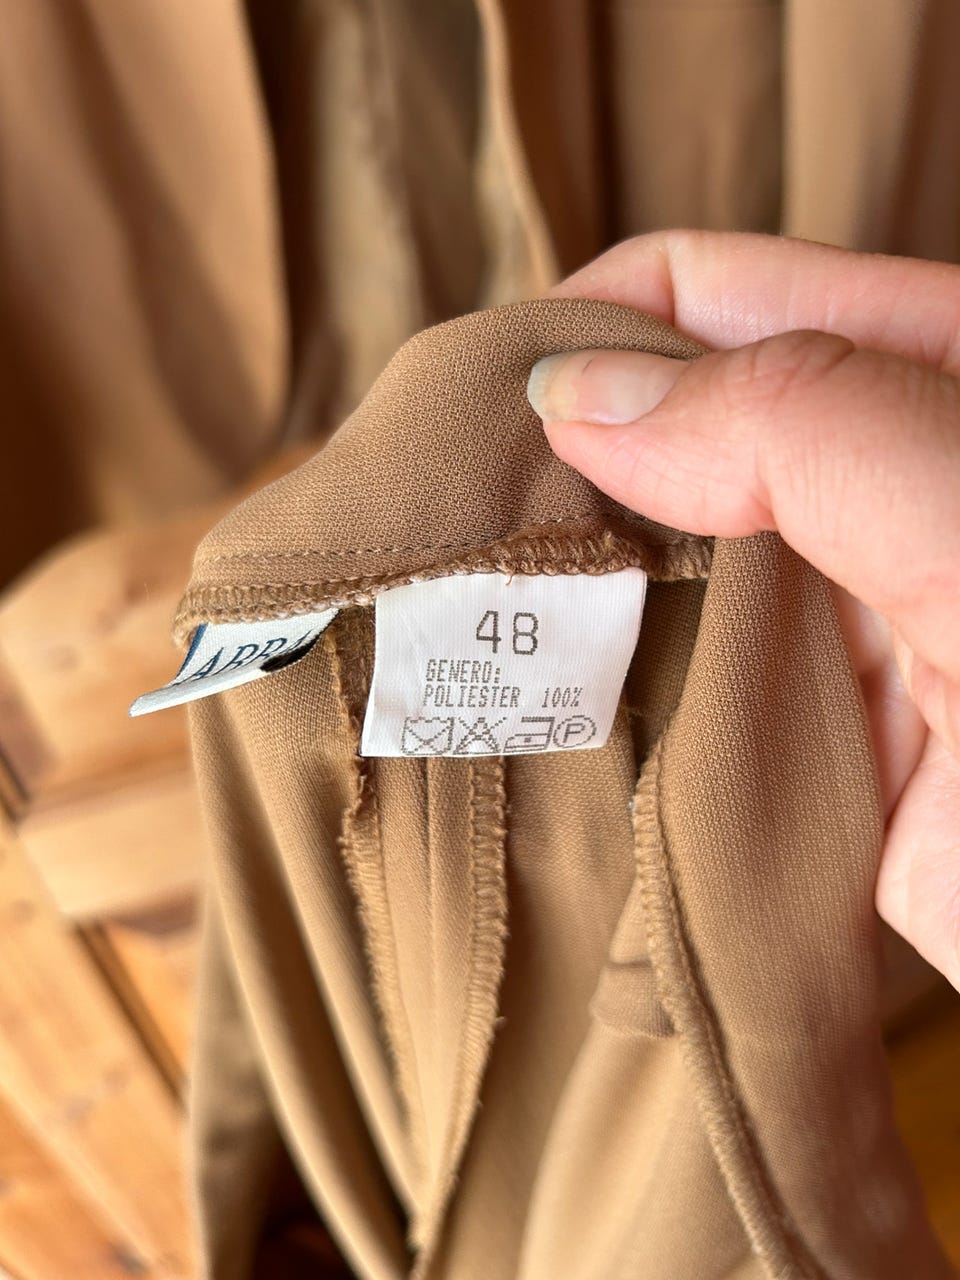 48
GENERO:
POLIESTER 100%
P